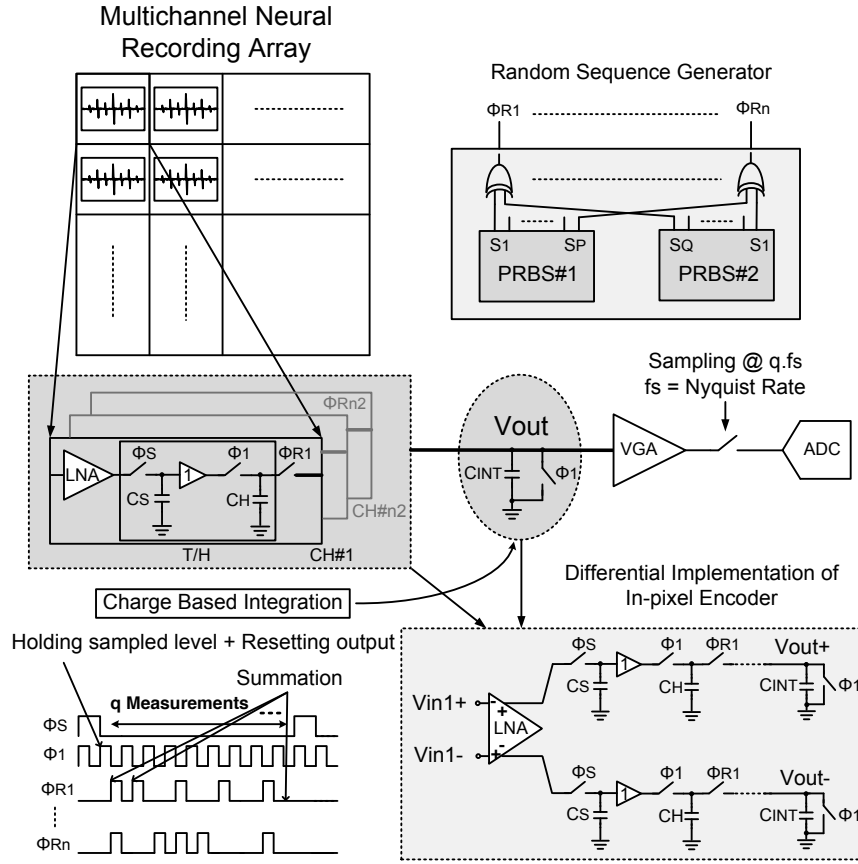 Multichannel Neural
Recording Array
Random Sequence Generator
ΦR1
ΦRn
S1
SP
SQ
S1
PRBS#1
PRBS#2
Sampling @ q.fs
fs = Nyquist Rate
ΦRn2
Vout
LNA
ΦS
1
Φ1
ΦR1
CS
CH
CH#n2
T/H
CH#1
CINT
Φ1
VGA
ADC
Charge Based Integration
Differential Implementation of
In-pixel Encoder
Holding sampled level + Resetting output
Summation
q Measurements
ΦS
Φ1
ΦR1
ΦRn
Vin1+
Vin1-
- +
LNA
+ -
ΦS
1
Φ1
ΦR1
Vout+
CS
CH
CINT
Φ1
ΦS
1
Φ1
ΦR1
Vout-
CS
CH
CINT
Φ1